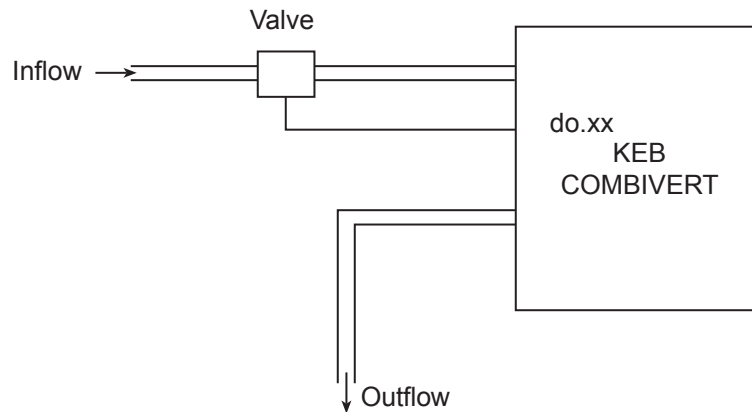 Valve
Inflow
do.xx
KEB
COMBIVERT
Outflow